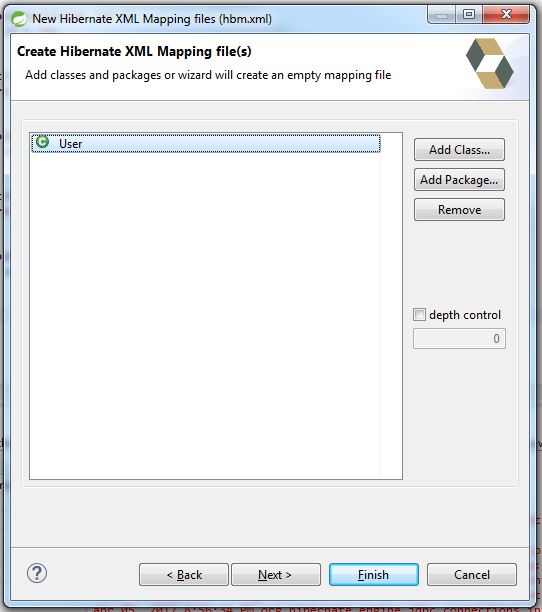 New Hibernate XML Mapping files (hbm.xml)
Create Hibernate XML Mapping file(s)
Add classes and packages or wizard will create an empty mapping file
C User
Add Class...
Add Package...
Remove
depth control
0
? < Back Next > Finish Cancel